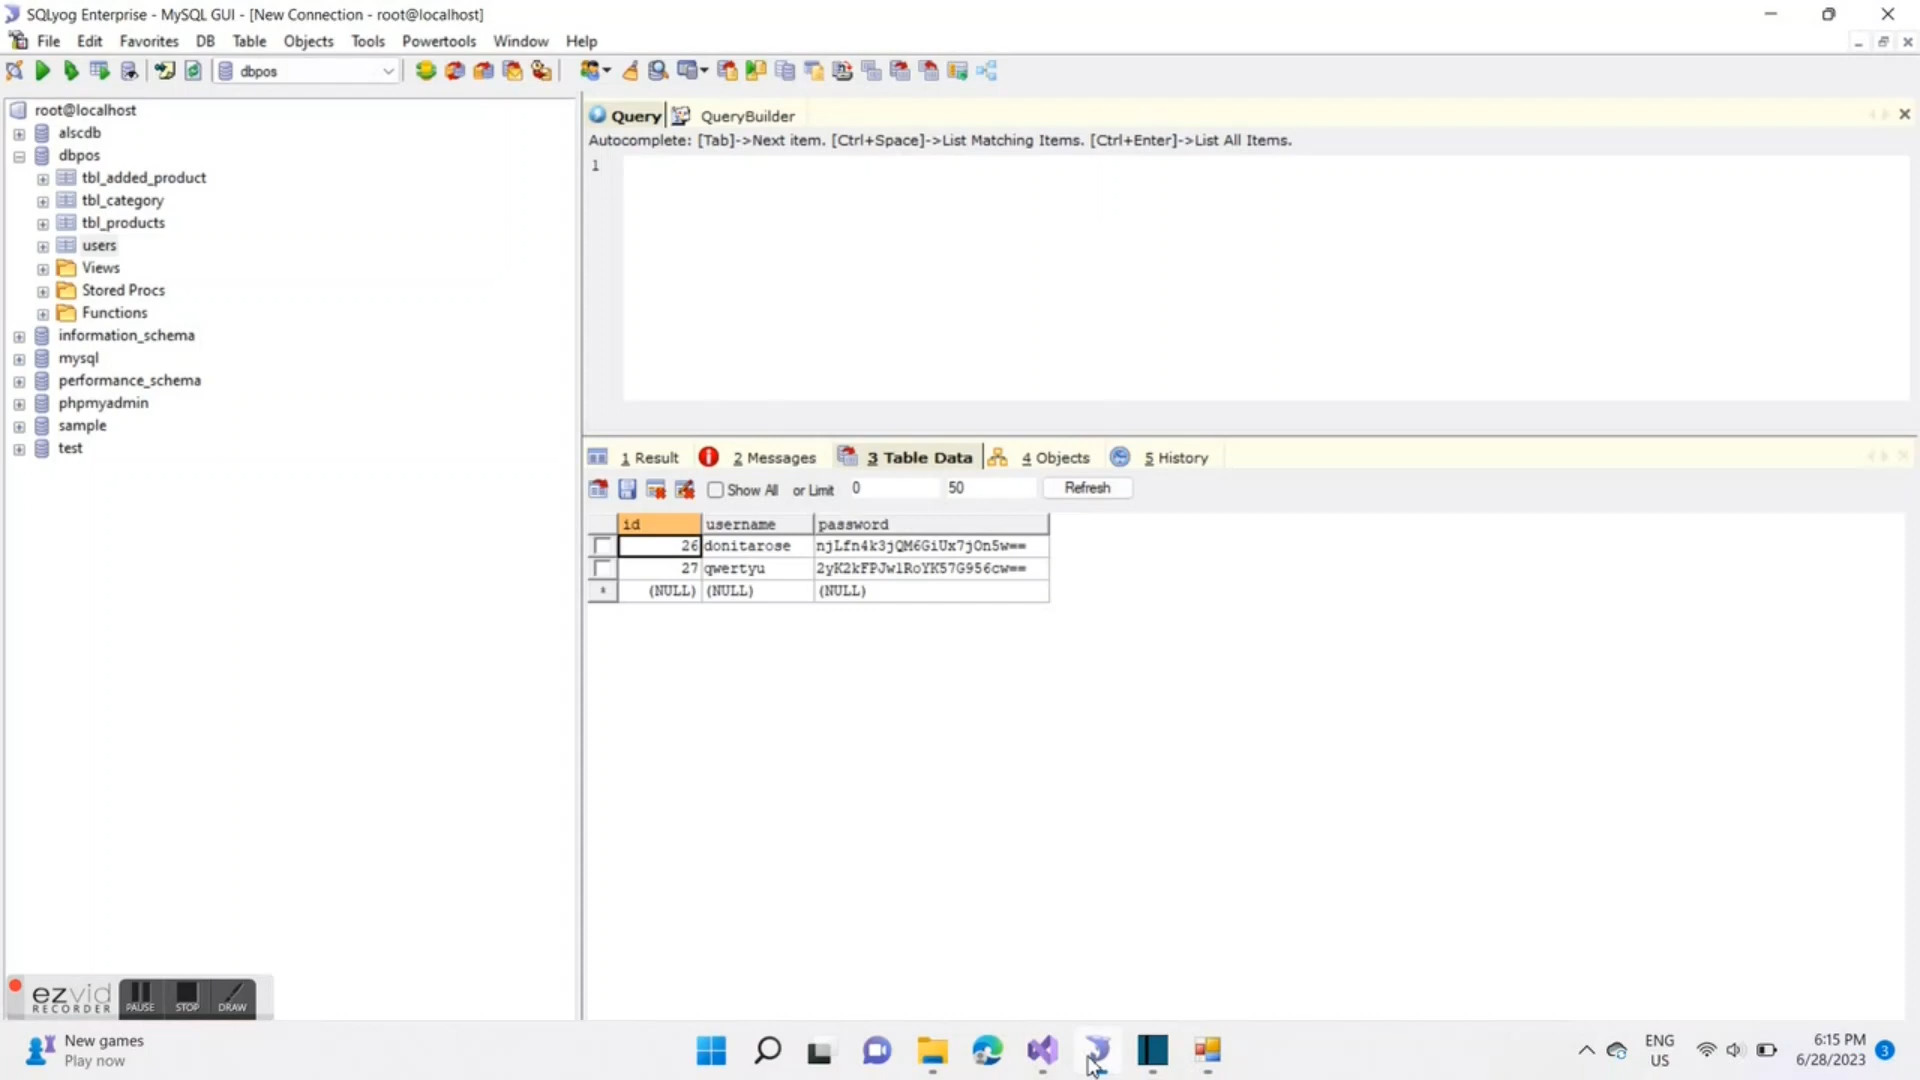 SQLyog Enterprise - MySQL GUI - [New Connection - root@localhost]
File Edit Favorites DB Table Objects Tools Powertools Window Help
dbpos
root@localhost
alscdb
dbpos
tbl_added_product
tbl_category
tbl_products
users
Views
Stored Procs
Functions
information_schema
mysql
performance_schema
phpmyadmin
sample
test
Query QueryBuilder
Autocomplete: [Tab]->Next item. [Ctrl+Space]->List Matching Items. [Ctrl+Enter]->List All Items.
1
1 Result 2 Messages 3 Table Data 4 Objects 5 History
Show All or Limit 0 50 Refresh
id username password
26 donitarose njLfn4k3jQM6GiUx7jOn5w==
27 qwertyu 2yK2kFPJw1RoYK57G956cw==
* (NULL) (NULL) (NULL)
ezvid
RECORDER
PAUSE STOP DRAW
New games
Play now
ENG
US
6:15 PM
6/28/2023
3